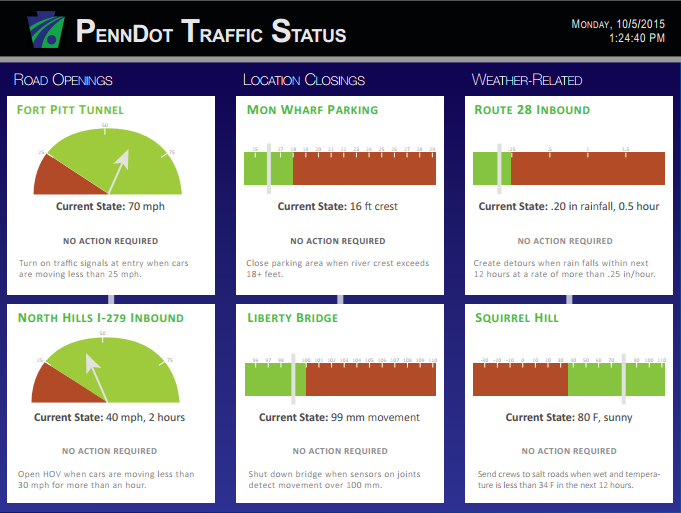 PENNDOT TRAFFIC STATUS
MONDAY, 10/5/2015
1:24:40 PM
ROAD OPENINGS
LOCATION CLOSINGS
WEATHER-RELATED
FORT PITT TUNNEL
25 50 75
Current State: 70 mph
NO ACTION REQUIRED
Turn on traffic signals at entry when cars
are moving less than 25 mph.
MON WHARF PARKING
15 17 18 19 20 21 22 23 24 25 26 27 28 29
Current State: 16 ft crest
NO ACTION REQUIRED
Close parking area when river crest exceeds
18+ feet.
ROUTE 28 INBOUND
.25 .5 1 1.5
Current State: .20 in rainfall, 0.5 hour
NO ACTION REQUIRED
Create detours when rain falls within next
12 hours at a rate of more than .25 in/hour.
NORTH HILLS I-279 INBOUND
25 50 75
Current State: 40 mph, 2 hours
NO ACTION REQUIRED
Open HOV when cars are moving less than
30 mph for more than an hour.
LIBERTY BRIDGE
96 97 98 100 101 102 103 104 105 106 107 108 109 110
Current State: 99 mm movement
NO ACTION REQUIRED
Shut down bridge when sensors on joints
detect movement over 100 mm.
SQUIRREL HILL
-10 0 10 20 30 40 50 60 70 90 100 110
Current State: 80 F, sunny
NO ACTION REQUIRED
Send crews to salt roads when wet and tempera-
ture is less than 34 F in the next 12 hours.